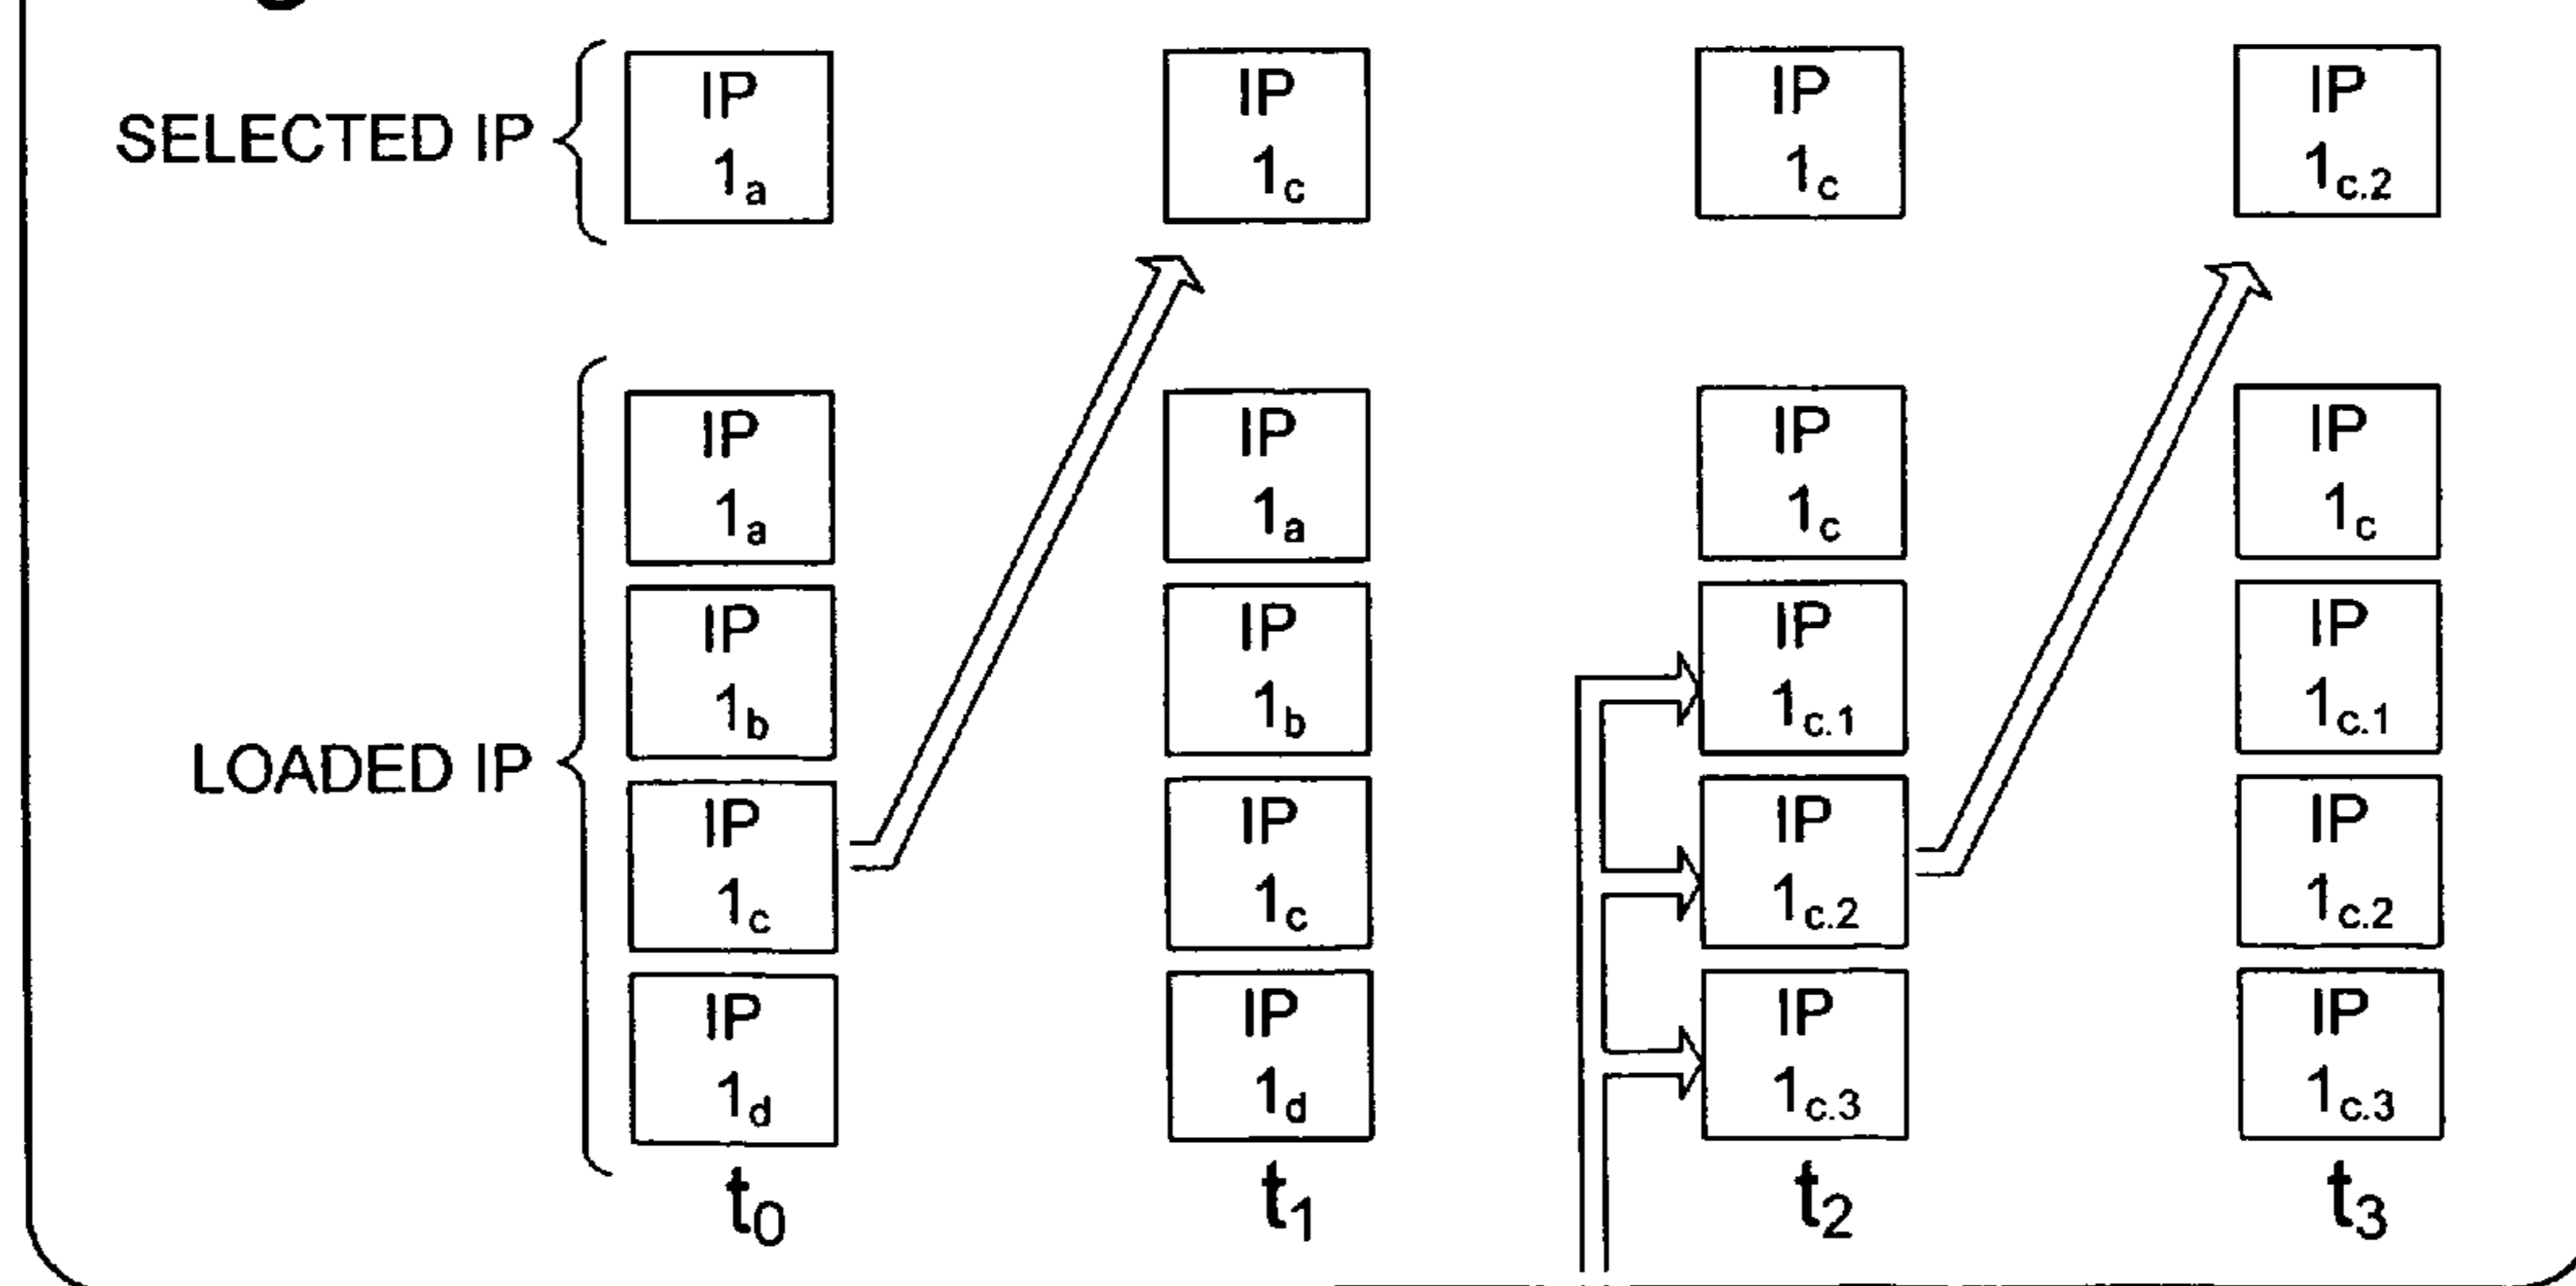 SELECTED IP
IP IP IP IP
1a 1c 1c 1c.2
IP IP IP IP
1a 1a 1c 1c
IP IP IP IP
1b 1b 1c.1 1c.1
LOADED IP
IP IP IP IP
1c 1c 1c.2 1c.2
IP IP IP IP
1d 1d 1c.3 1c.3
t0 t1 t2 t3